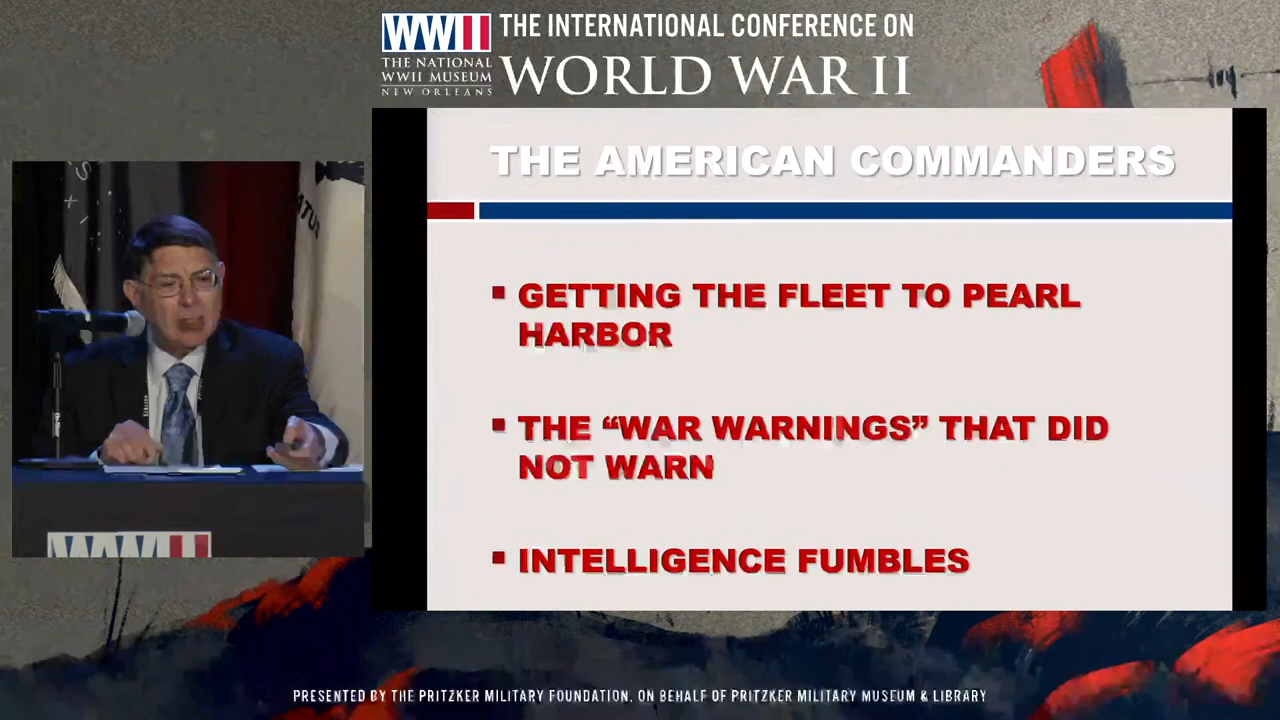 WWII
THE NATIONAL
WWII MUSEUM
NEW ORLEANS
THE INTERNATIONAL CONFERENCE ON
WORLD WAR II
THE AMERICAN COMMANDERS
▪ GETTING THE FLEET TO PEARL
HARBOR
▪ THE “WAR WARNINGS” THAT DID
NOT WARN
▪ INTELLIGENCE FUMBLES
WWII
PRESENTED BY THE PRITZKER MILITARY FOUNDATION, ON BEHALF OF PRITZKER MILITARY MUSEUM & LIBRARY